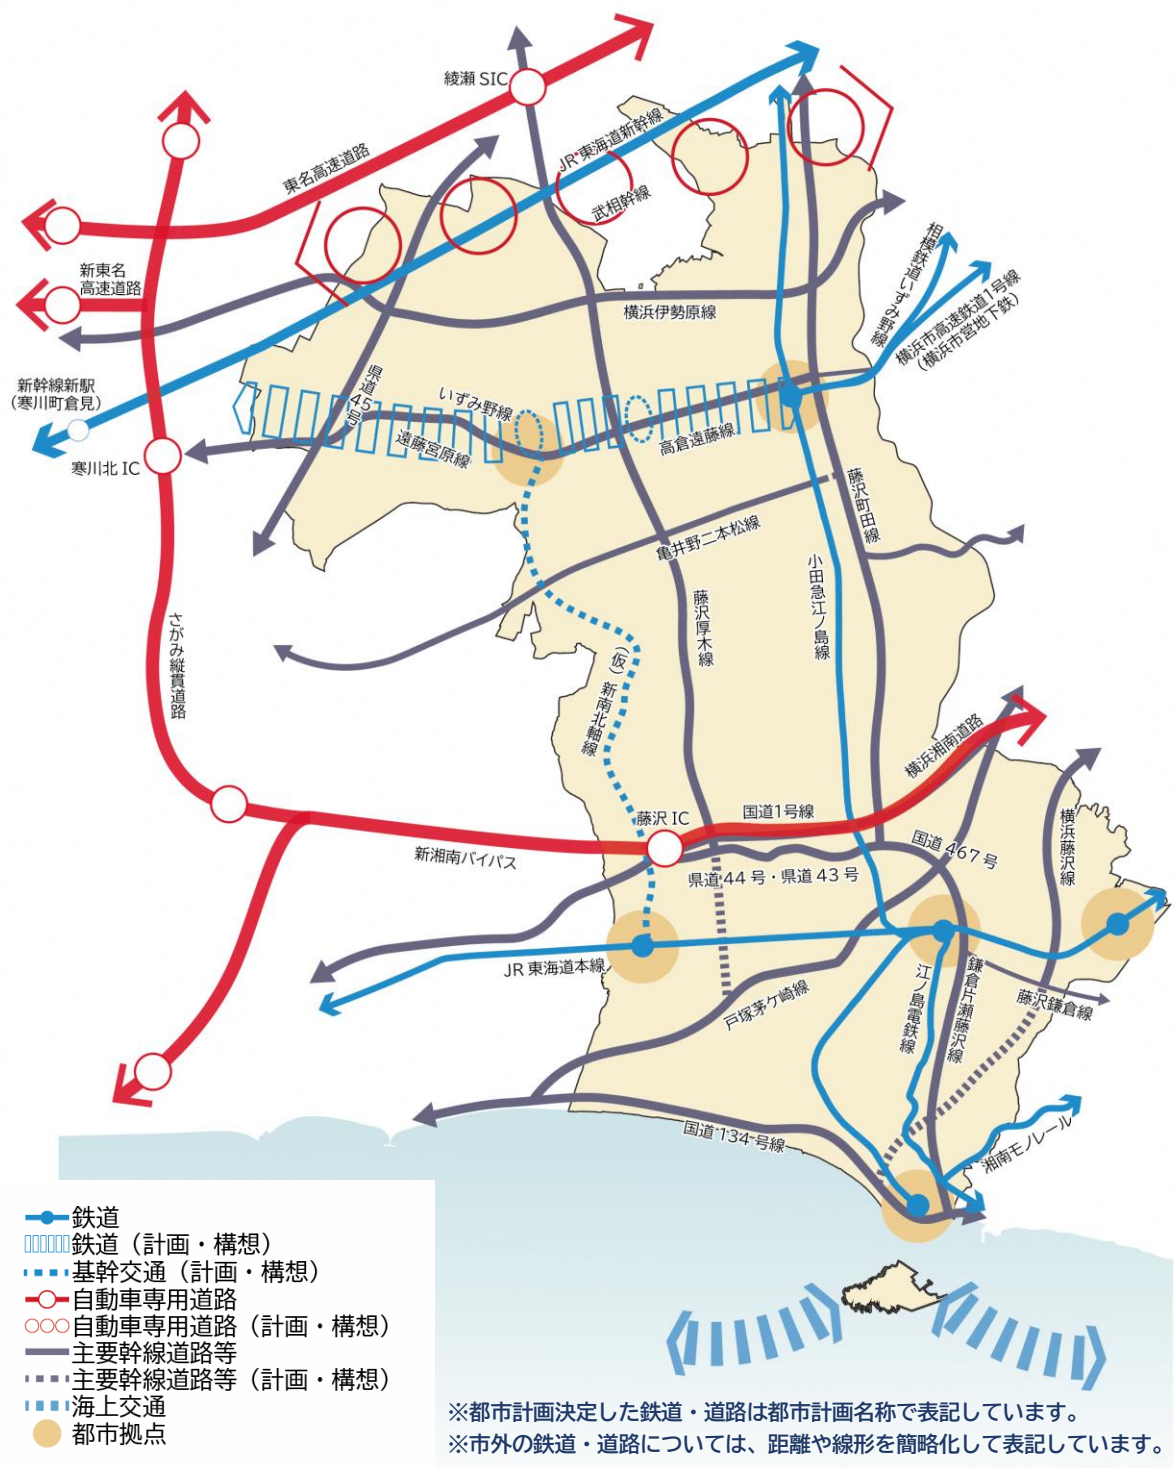 綾瀬 SIC
東名高速道路
JR 東海道新幹線
武相幹線
新東名
高速道路
横浜伊勢原線
相模鉄道いずみ野線
横浜市高速鉄道1号線
（横浜市営地下鉄）
新幹線新駅
（寒川町倉見）
県道45号
いずみ野線
遠藤宮原線
高倉遠藤線
寒川北 IC
藤沢町田線
亀井野二本松線
小田急江ノ島線
藤沢厚木線
さがみ縦貫道路
（仮）新南北軸線
横浜湘南道路
藤沢 IC
国道1号線
新湘南バイパス
国道 467 号
横浜藤沢線
県道 44 号・県道 43 号
JR 東海道本線
戸塚茅ケ崎線
江ノ島電鉄線
鎌倉片瀬藤沢線
藤沢鎌倉線
国道 134 号線
湘南モノレール
鉄道
鉄道（計画・構想）
基幹交通（計画・構想）
自動車専用道路
自動車専用道路（計画・構想）
主要幹線道路等
主要幹線道路等（計画・構想）
海上交通
都市拠点
※都市計画決定した鉄道・道路は都市計画名称で表記しています。
※市外の鉄道・道路については、距離や線形を簡略化して表記しています。